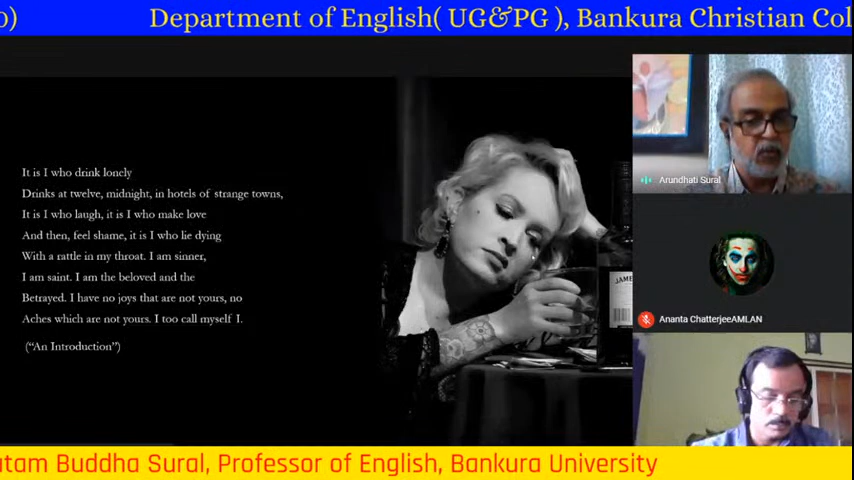 o)
Department of English( UG&PG ), Bankura Christian Col
It is I who drink lonely
Drinks at twelve, midnight, in hotels of strange towns,
It is I who laugh, it is I who make love
And then, feel shame, it is I who lie dying
With a rattle in my throat. I am sinner,
I am saint. I am the beloved and the
Betrayed. I have no joys that are not yours, no
Aches which are not yours. I too call myself I.
("An Introduction")
JAME
Arundhati Sural
Ananta ChatterjeeAMLAN
utam Buddha Sural, Professor of English, Bankura University